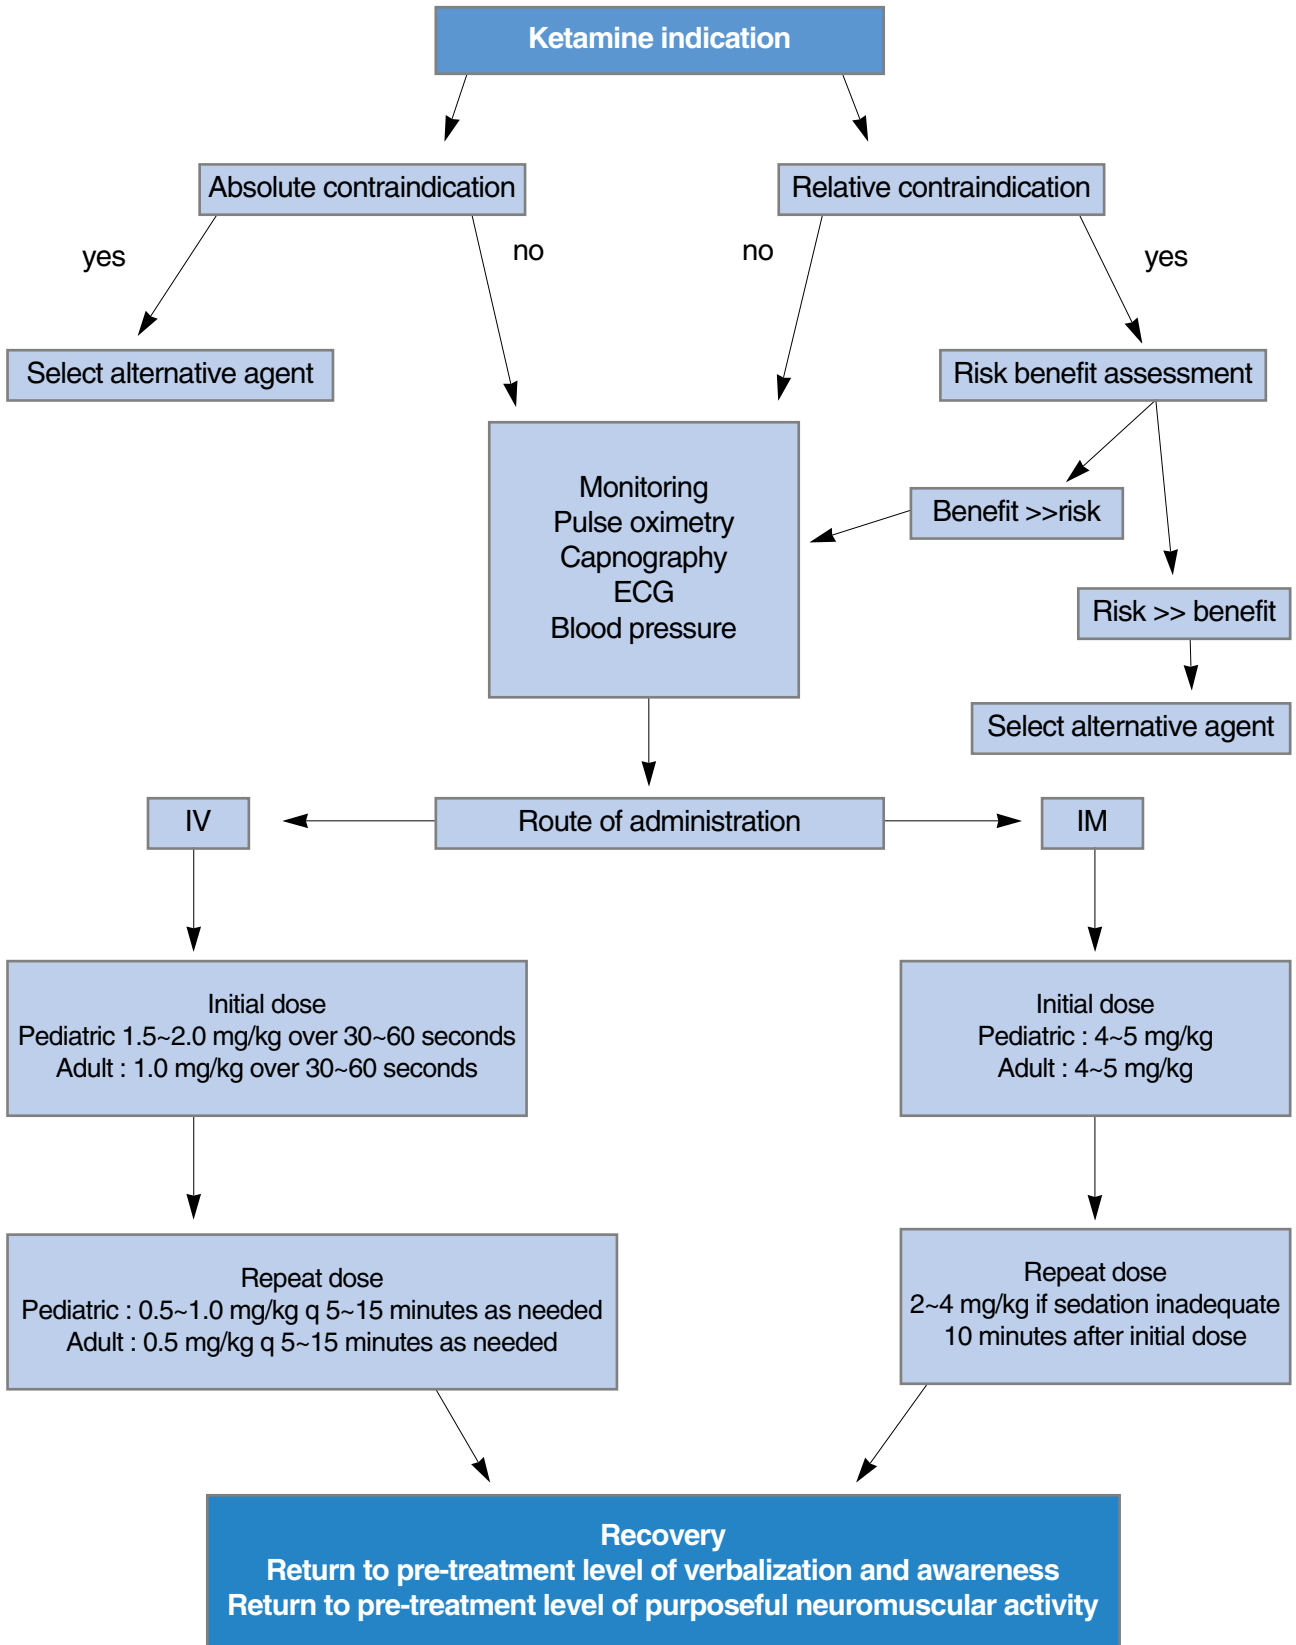 Ketamine indication
Absolute contraindication
Relative contraindication
yes
no
no
yes
Select alternative agent
Risk benefit assessment
Monitoring
Pulse oximetry
Capnography
ECG
Blood pressure
Benefit >>risk
Risk >> benefit
Select alternative agent
IV
Route of administration
IM
Initial dose
Pediatric 1.5~2.0 mg/kg over 30~60 seconds
Adult : 1.0 mg/kg over 30~60 seconds
Initial dose
Pediatric : 4~5 mg/kg
Adult : 4~5 mg/kg
Repeat dose
Pediatric : 0.5~1.0 mg/kg q 5~15 minutes as needed
Adult : 0.5 mg/kg q 5~15 minutes as needed
Repeat dose
2~4 mg/kg if sedation inadequate
10 minutes after initial dose
Recovery
Return to pre-treatment level of verbalization and awareness
Return to pre-treatment level of purposeful neuromuscular activity